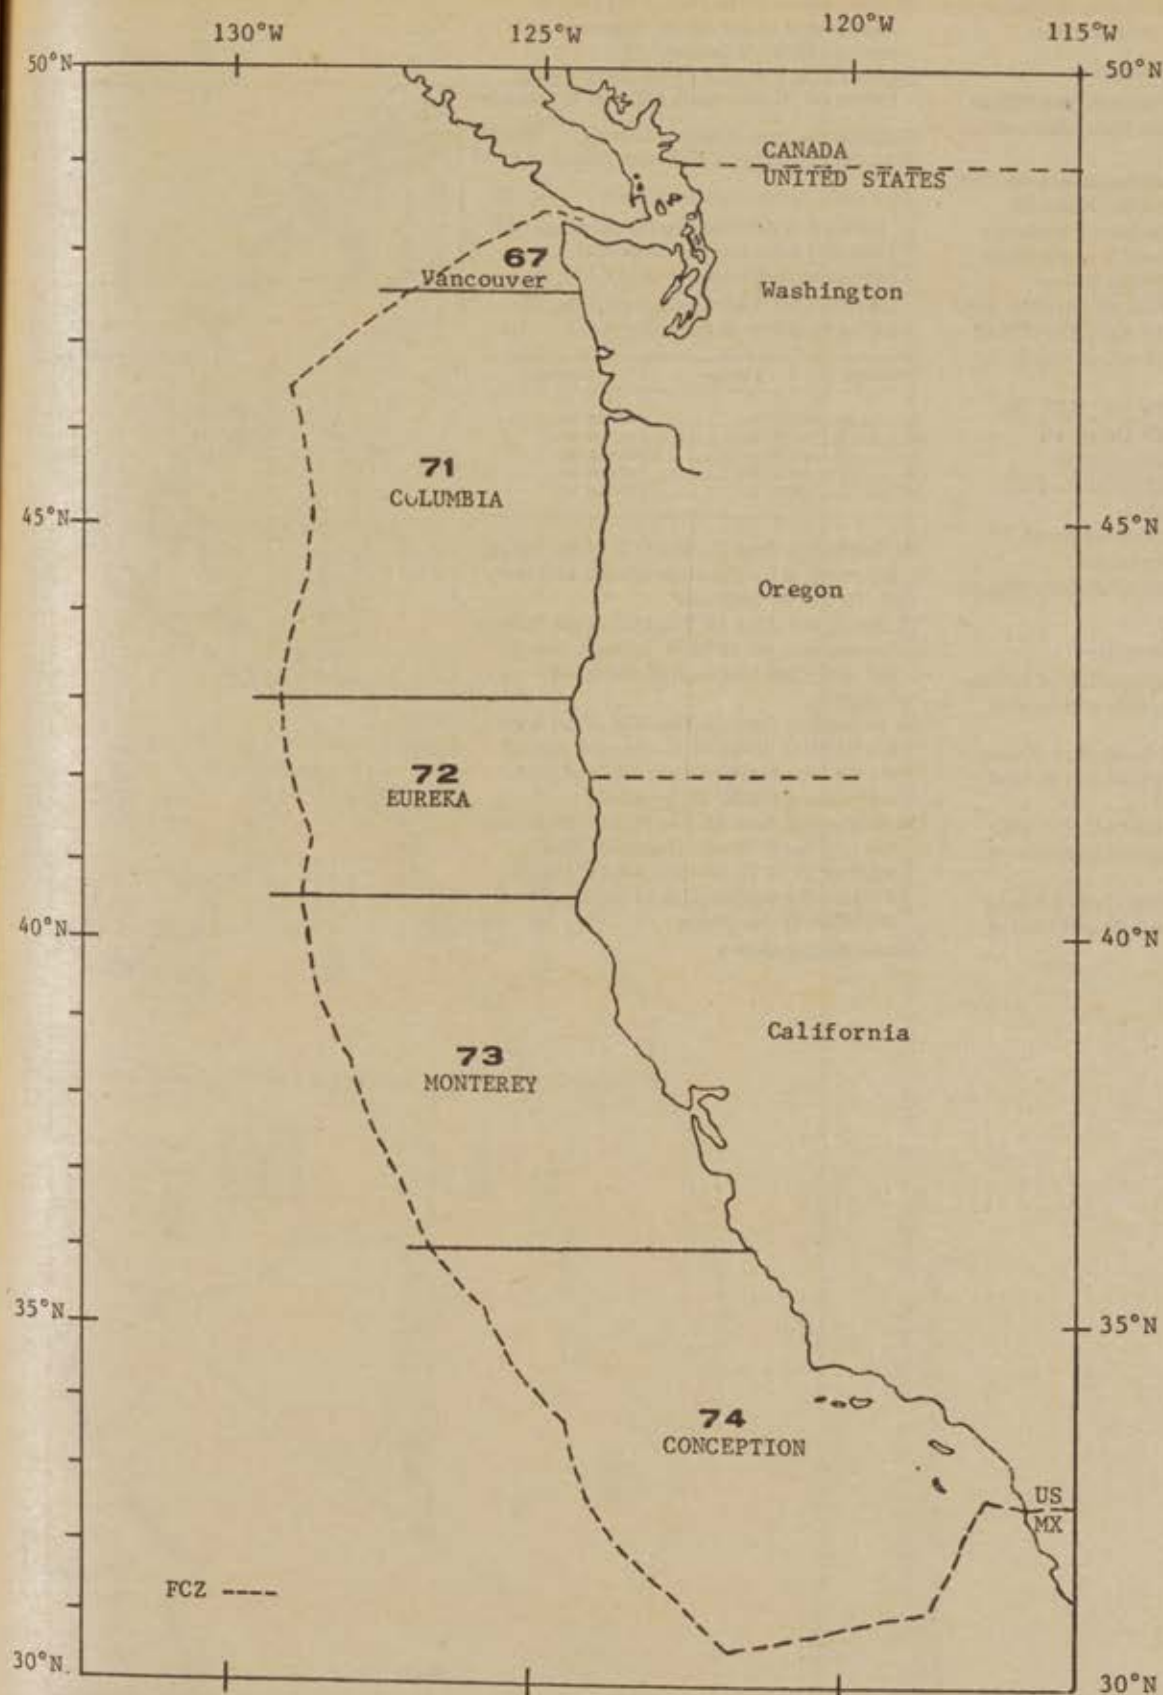 130°W 125°W 120°W 115°W
50°N 50°N
CANADA
UNITED STATES
67
Vancouver
Washington
71
COLUMBIA
45°N 45°N
Oregon
72
EUREKA
40°N 40°N
California
73
MONTEREY
35°N 35°N
74
CONCEPTION
US
MX
FCZ
30°N 30°N